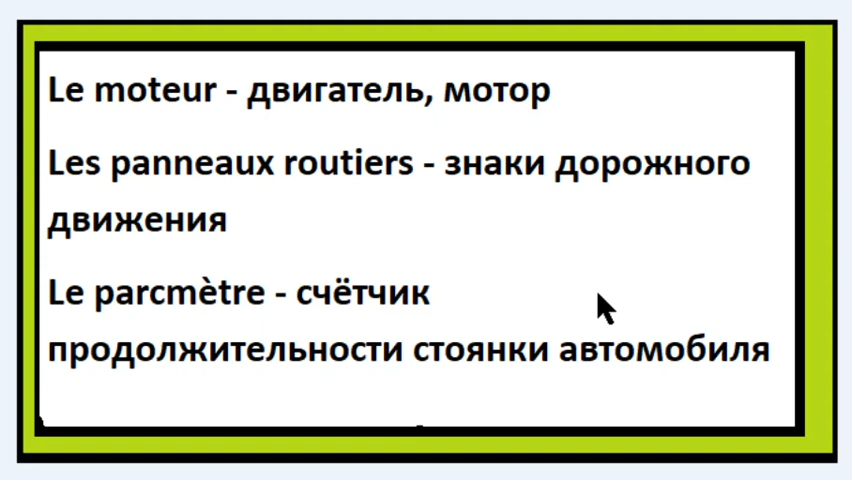 Le moteur - двигатель, мотор
Les panneaux routiers - знаки дорожного
движения
Le parcmètre - счётчик
продолжительности стоянки автомобиля